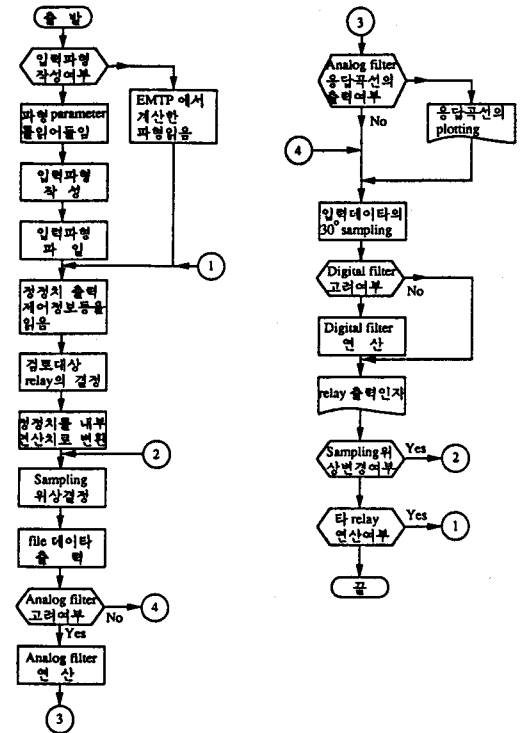 출 발
입력파형
작성여부
EMTP 에서
계산한
파형읽음
파형 parameter
를읽어들임
입력파형
작 성
입력파형
파 일
1
정정치 출력
제어정보등을
읽음
검토대상
relay의 결정
정정치를 내부
연산치로 변환
2
Sampling
위상결정
file 데이타
출 력
Analog filter
고려여부
No
4
Yes
Analog filter
연 산
3
3
Analog filter
응답곡선의
출력여부
No
응답곡선의
plotting
4
입력데이타의
30° sampling
Digital filter
고려여부
No
Digital filter
연 산
relay 출력인자
Sampling위
상변경여부
Yes
2
타 relay
연산여부
Yes
1
끝